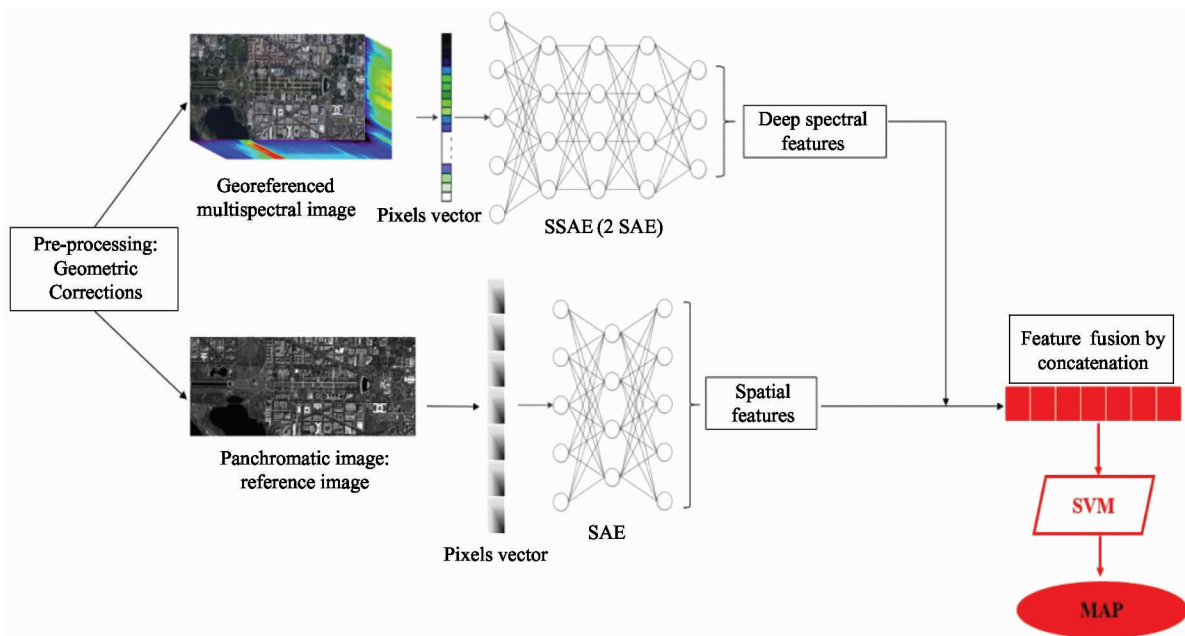 Pre-processing:
Geometric
Corrections
Georeferenced
multispectral image
Pixels vector
SSAE (2 SAE)
Deep spectral
features
Panchromatic image:
reference image
Pixels vector
SAE
Spatial
features
Feature fusion by
concatenation
SVM
MAP